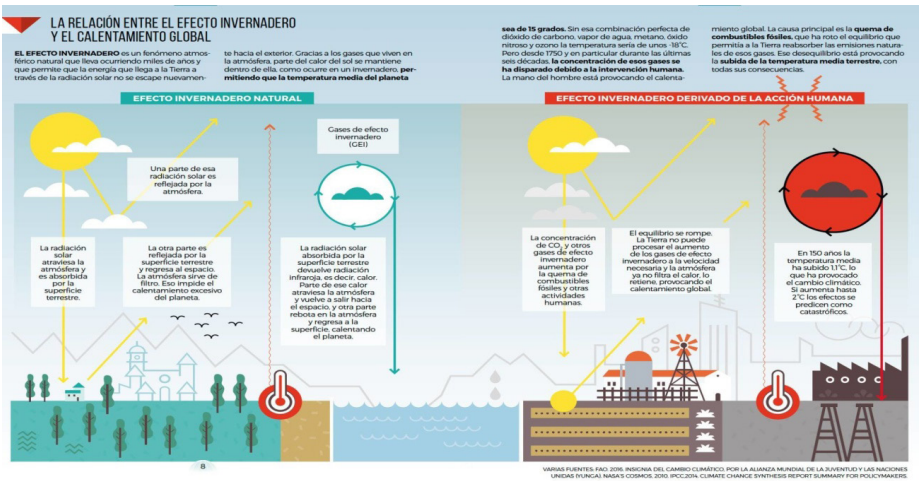 LA RELACIÓN ENTRE EL EFECTO INVERNADERO
Y EL CALENTAMIENTO GLOBAL
EL EFECTO INVERNADERO es un fenómeno atmos-
férico natural que lleva ocurriendo miles de años y
que permite que la energía que llega a la Tierra a
través de la radiación solar no se escape nuevamen-
te hacia el exterior. Gracias a los gases que viven en
la atmósfera, parte del calor del sol se mantiene
dentro de ella, como ocurre en un invernadero, per-
mitiendo que la temperatura media del planeta
sea de 15 grados. Sin esa combinación perfecta de
dióxido de carbono, vapor de agua, metano, óxido
nitroso y ozono la temperatura sería de unos -18°C.
Pero desde 1750 y en particular durante las últimas
seis décadas, la concentración de esos gases se
ha disparado debido a la intervención humana.
La mano del hombre está provocando el calenta-
miento global. La causa principal es la quema de
combustibles fósiles, que ha roto el equilibrio que
permitía a la Tierra reabsorber las emisiones natura-
les de esos gases. Ese desequilibrio está provocando
la subida de la temperatura media terrestre, con
todas sus consecuencias.
EFECTO INVERNADERO NATURAL
Una parte de esa
radiación solar es
reflejada por la
atmósfera.
Gases de efecto
invernadero
(GEI)
La radiación
solar
atraviesa la
atmósfera y
es absorbida
por la
superficie
terrestre.
La otra parte es
reflejada por la
superficie terrestre
y regresa al espacio.
La atmósfera sirve de
filtro. Eso impide el
calentamiento excesivo
del planeta.
La radiación solar
absorbida por la
superficie terrestre
devuelve radiación
infraroja, es decir, calor.
Parte de ese calor
atraviesa la atmósfera
y vuelve a salir hacia
el espacio, y otra parte
rebota en la atmósfera
y regresa a la
superficie, calentando
el planeta.
8
EFECTO INVERNADERO DERIVADO DE LA ACCIÓN HUMANA
La concentración
de CO₂ y otros
gases de efecto
invernadero
aumenta por
la quema de
combustibles
fósiles y otras
actividades
humanas.
El equilibrio se rompe.
La Tierra no puede
procesar el aumento
de los gases de efecto
invernadero a la velocidad
necesaria y la atmósfera
ya no filtra el calor, lo
retiene, provocando el
calentamiento global.
En 150 años la
temperatura media
ha subido 1.1°C, lo
que ha provocado
el cambio climático.
Si aumenta hasta
2°C los efectos se
predicen como
catastróficos.
VARIAS FUENTES: FAO. 2016. INSIGNIA DEL CAMBIO CLIMÁTICO. POR LA ALIANZA MUNDIAL DE LA JUVENTUD Y LAS NACIONES
UNIDAS (YUNGA). NASA'S COSMOS. 2010. IPCC,2014. CLIMATE CHANGE SYNTHESIS REPORT SUMMARY FOR POLICYMAKERS.